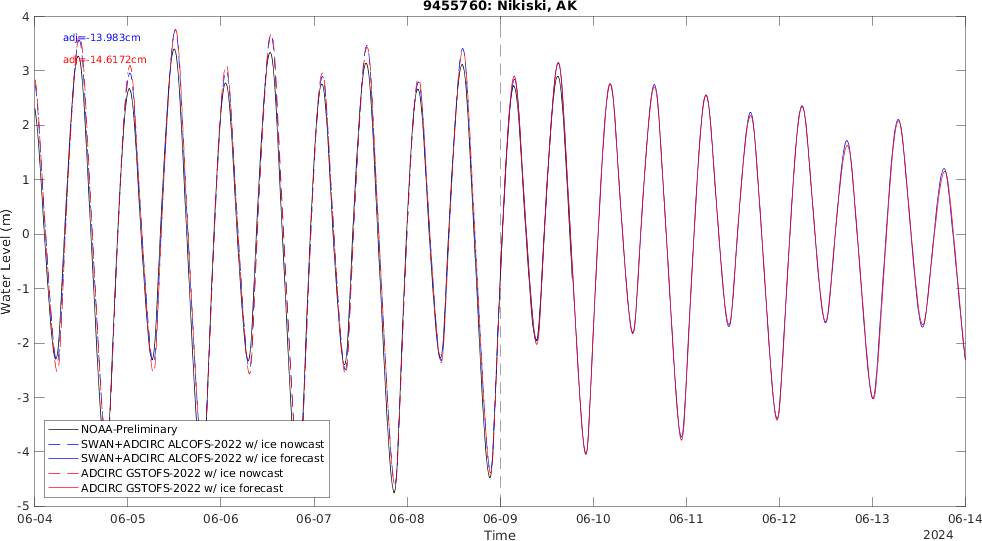 9455760: Nikiski, AK
adj=-13.983cm
adj=-14.6172cm
Water Level (m)
4
3
2
1
0
-1
-2
-3
-4
-5
NOAA-Preliminary
SWAN+ADCIRC ALCOFS-2022 w/ ice nowcast
SWAN+ADCIRC ALCOFS-2022 w/ ice forecast
ADCIRC GSTOFS-2022 w/ ice nowcast
ADCIRC GSTOFS-2022 w/ ice forecast
06-04 06-05 06-06 06-07 06-08 06-09 06-10 06-11 06-12 06-13 06-14
Time
2024